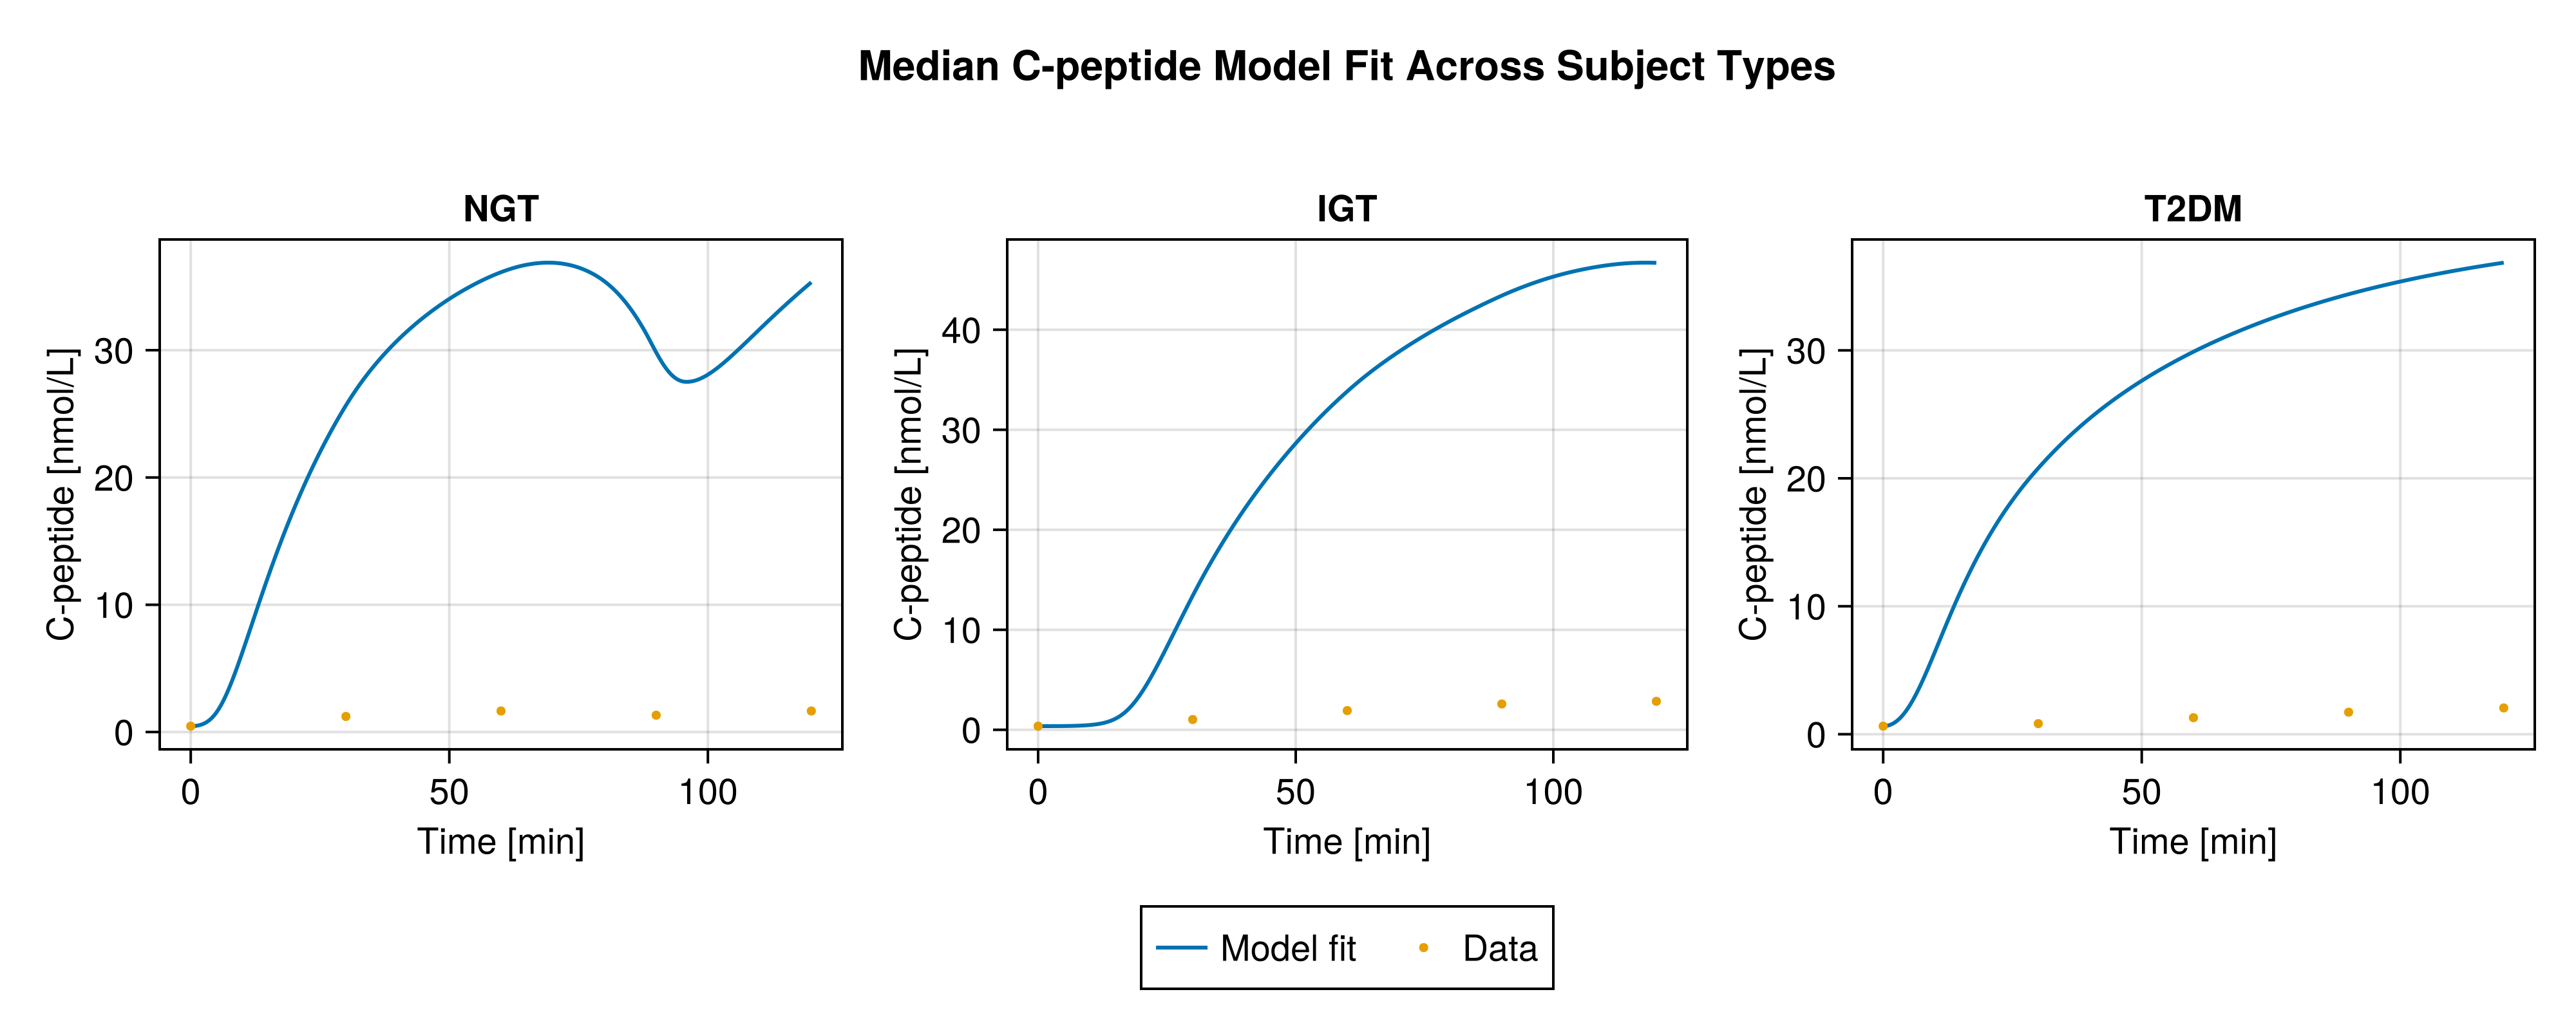 Median C-peptide Model Fit Across Subject Types
NGT
C-peptide [nmol/L]
30
20
10
0
0 50 100
Time [min]
IGT
C-peptide [nmol/L]
40
30
20
10
0
0 50 100
Time [min]
T2DM
C-peptide [nmol/L]
30
20
10
0
0 50 100
Time [min]
Model fit Data